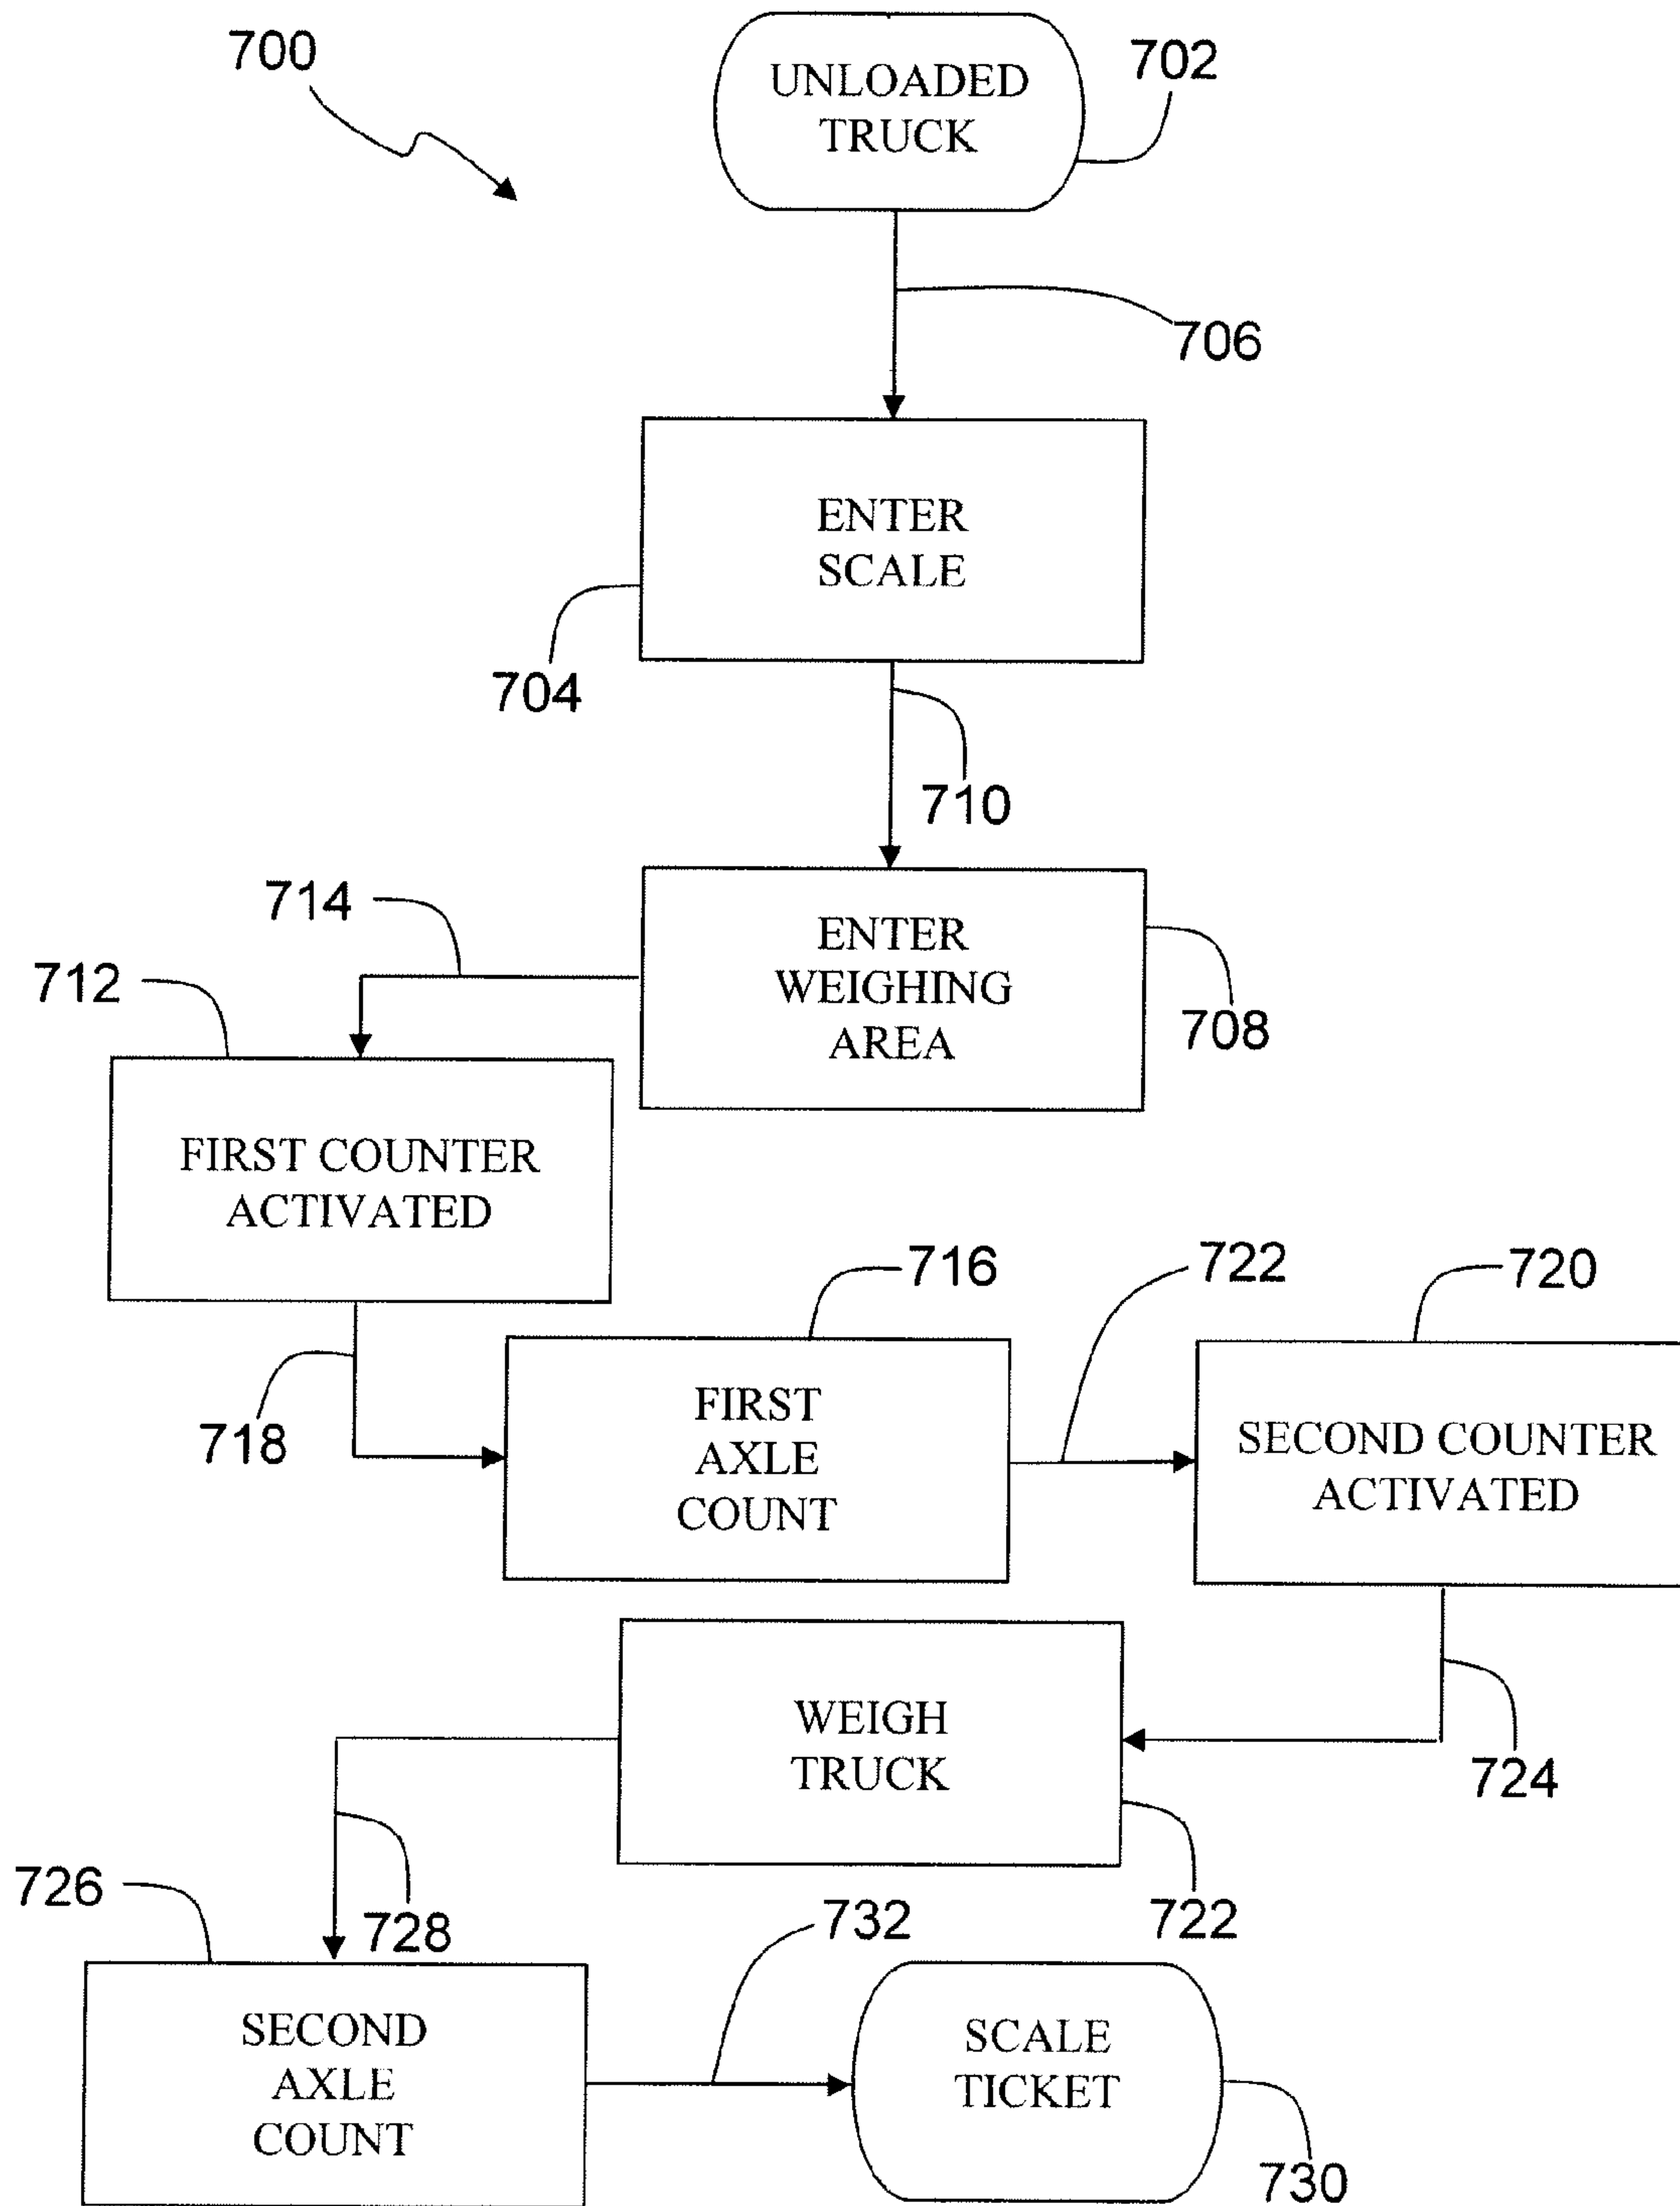 700
UNLOADED
TRUCK
702
706
ENTER
SCALE
704
710
714
ENTER
WEIGHING
AREA
712
708
FIRST COUNTER
ACTIVATED
716
722
720
718
FIRST
AXLE
COUNT
SECOND COUNTER
ACTIVATED
WEIGH
TRUCK
724
726
728
732
722
SECOND
AXLE
COUNT
SCALE
TICKET
730